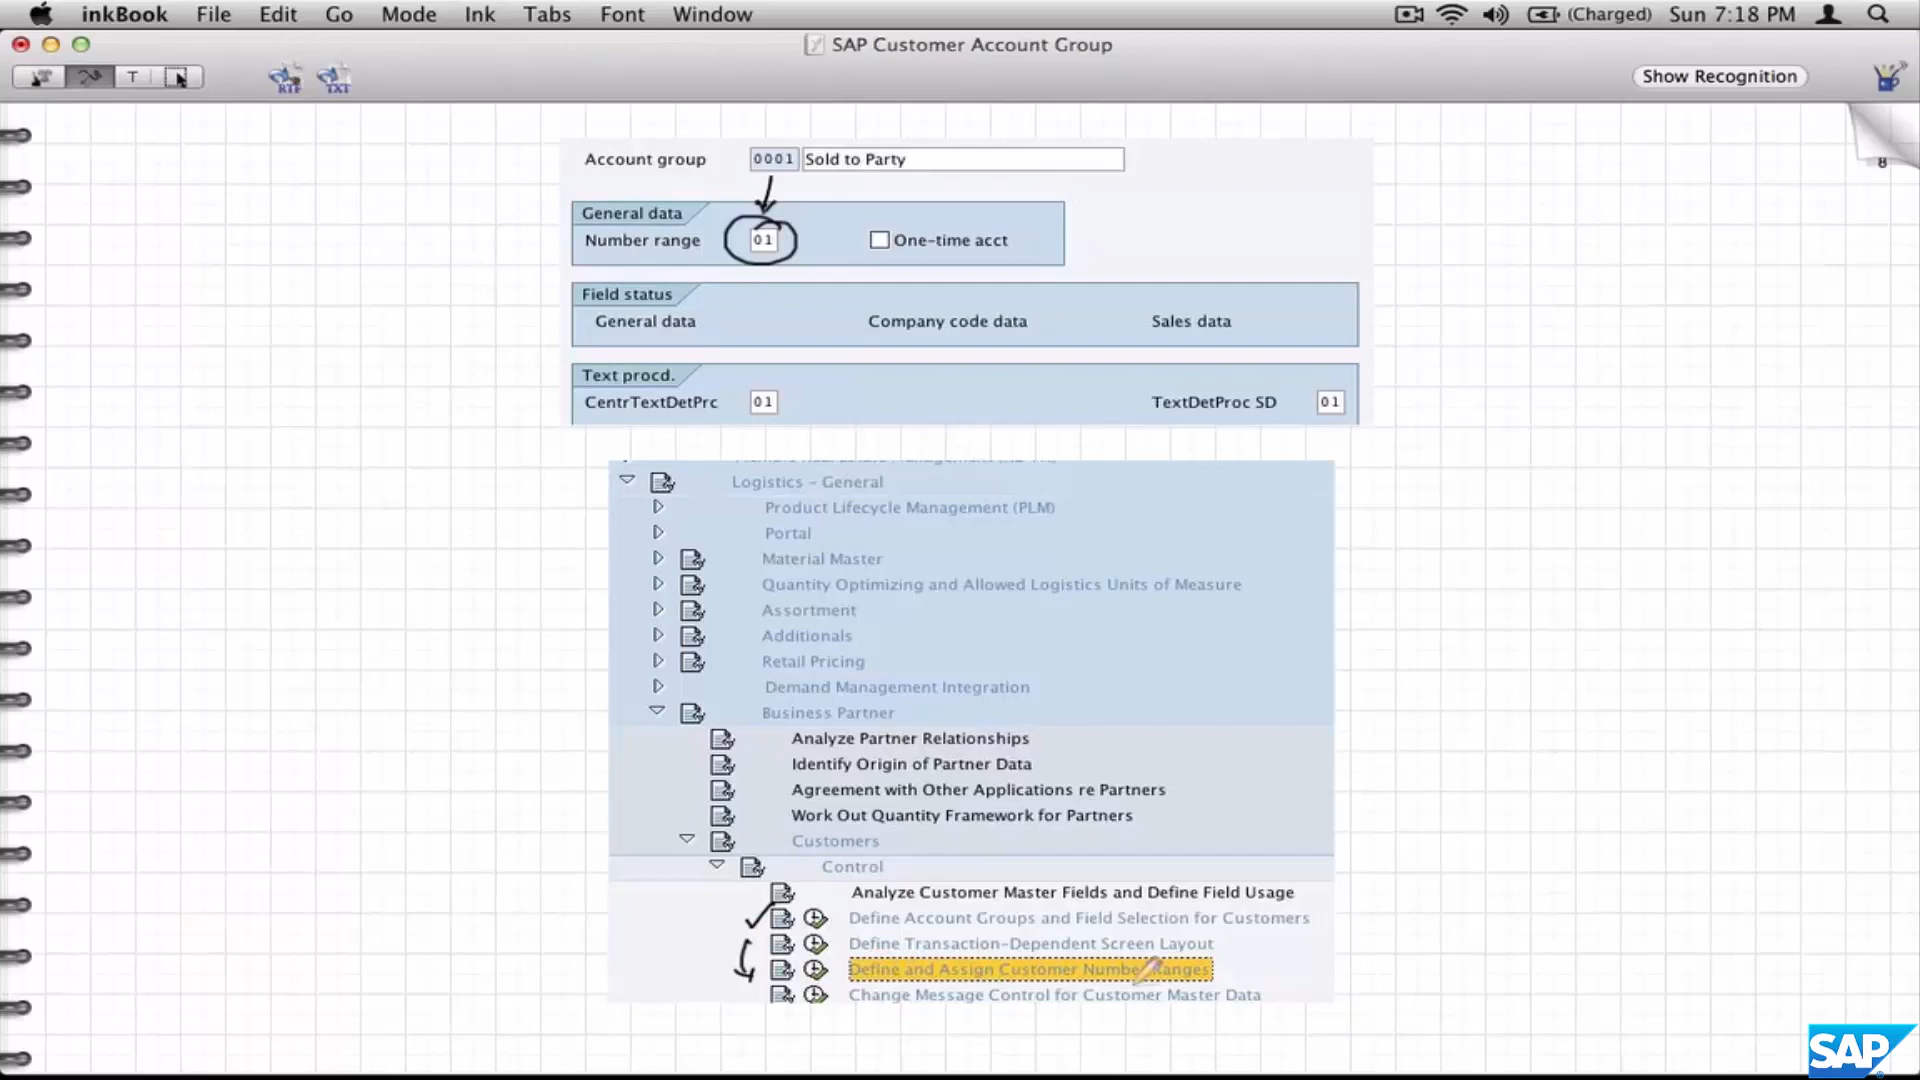 inkBook File Edit Go Mode Ink Tabs Font Window (Charged) Sun 7:18 PM
SAP Customer Account Group
T RTF TXT Show Recognition
8
Account group 0001 Sold to Party
General data
Number range 01 One-time acct
Field status
General data Company code data Sales data
Text procd.
CentrTextDetPrc 01 TextDetProc SD 01
Logistics - General
Product Lifecycle Management (PLM)
Portal
Material Master
Quantity Optimizing and Allowed Logistics Units of Measure
Assortment
Additionals
Retail Pricing
Demand Management Integration
Business Partner
Analyze Partner Relationships
Identify Origin of Partner Data
Agreement with Other Applications re Partners
Work Out Quantity Framework for Partners
Customers
Control
Analyze Customer Master Fields and Define Field Usage
Define Account Groups and Field Selection for Customers
Define Transaction-Dependent Screen Layout
Define and Assign Customer Number Ranges
Change Message Control for Customer Master Data
SAP